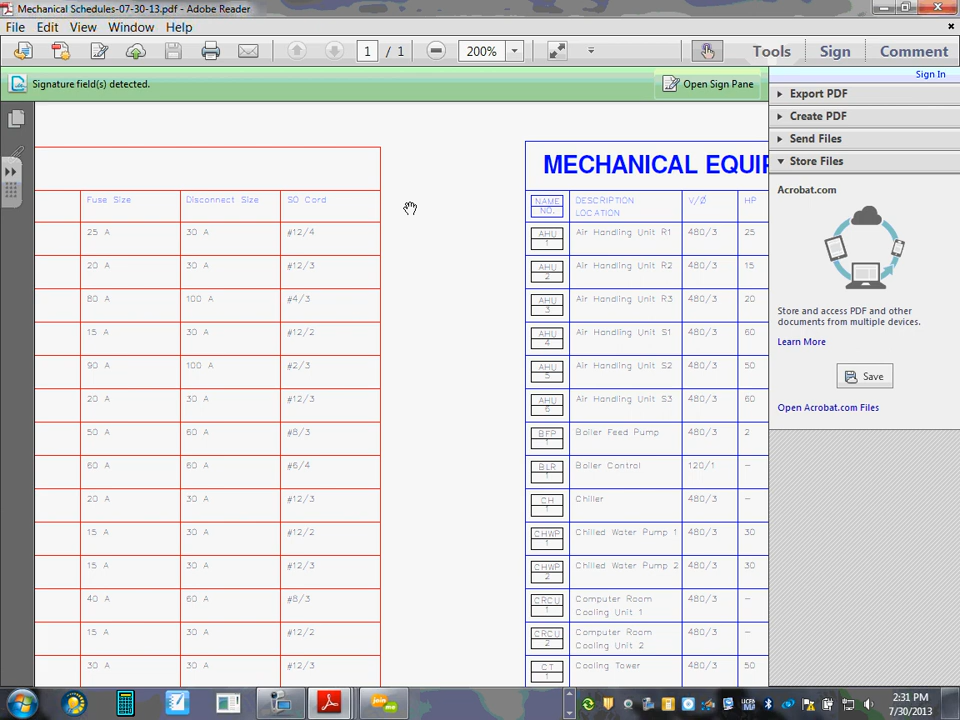 Mechanical Schedules-07-30-13.pdf - Adobe Reader
File Edit View Window Help
1 / 1 200% Tools Sign Comment
Signature field(s) detected. Open Sign Pane
Sign In
Export PDF
Create PDF
Send Files
Store Files
Acrobat.com
Store and access PDF and other
documents from multiple devices.
Learn More
Save
Open Acrobat.com Files
Fuse Size Disconnect Size SO Cord
25 A 30 A #12/4
20 A 30 A #12/3
80 A 100 A #4/3
15 A 30 A #12/2
90 A 100 A #2/3
20 A 30 A #12/3
50 A 60 A #8/3
60 A 60 A #6/4
20 A 30 A #12/3
15 A 30 A #12/2
15 A 30 A #12/3
40 A 60 A #8/3
15 A 30 A #12/2
30 A 30 A #12/3
MECHANICAL EQUIP
NAME NO. DESCRIPTION LOCATION V/Ø HP
AHU 1 Air Handling Unit R1 480/3 25
AHU 2 Air Handling Unit R2 480/3 15
AHU 3 Air Handling Unit R3 480/3 20
AHU 4 Air Handling Unit S1 480/3 60
AHU 5 Air Handling Unit S2 480/3 50
AHU 6 Air Handling Unit S3 480/3 60
BFP 1 Boiler Feed Pump 480/3 2
BLR 1 Boiler Control 120/1 -
CH 1 Chiller 480/3 -
CHWP 1 Chilled Water Pump 1 480/3 30
CHWP 2 Chilled Water Pump 2 480/3 30
CRCU 1 Computer Room Cooling Unit 1 480/3 -
CRCU 2 Computer Room Cooling Unit 2 480/3 -
CT 1 Cooling Tower 480/3 50
2:31 PM
7/30/2013